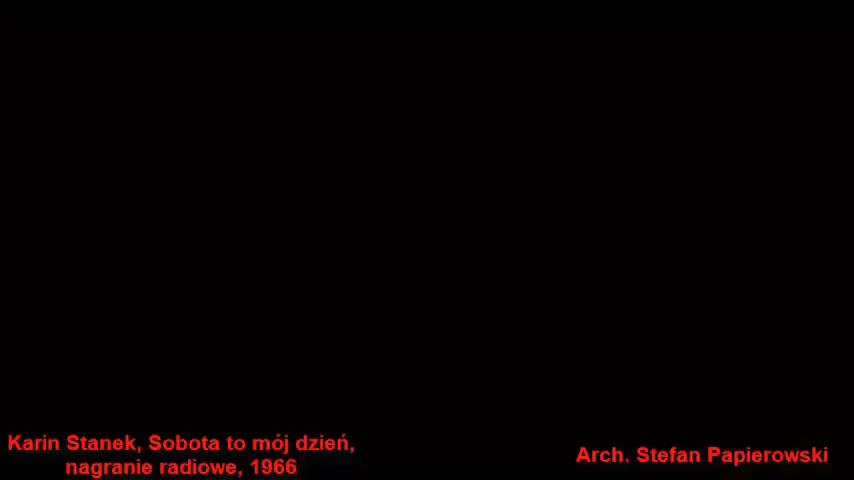 Karin Stanek, Sobota to mój dzień,
nagranie radiowe, 1966
Arch. Stefan Papierowski